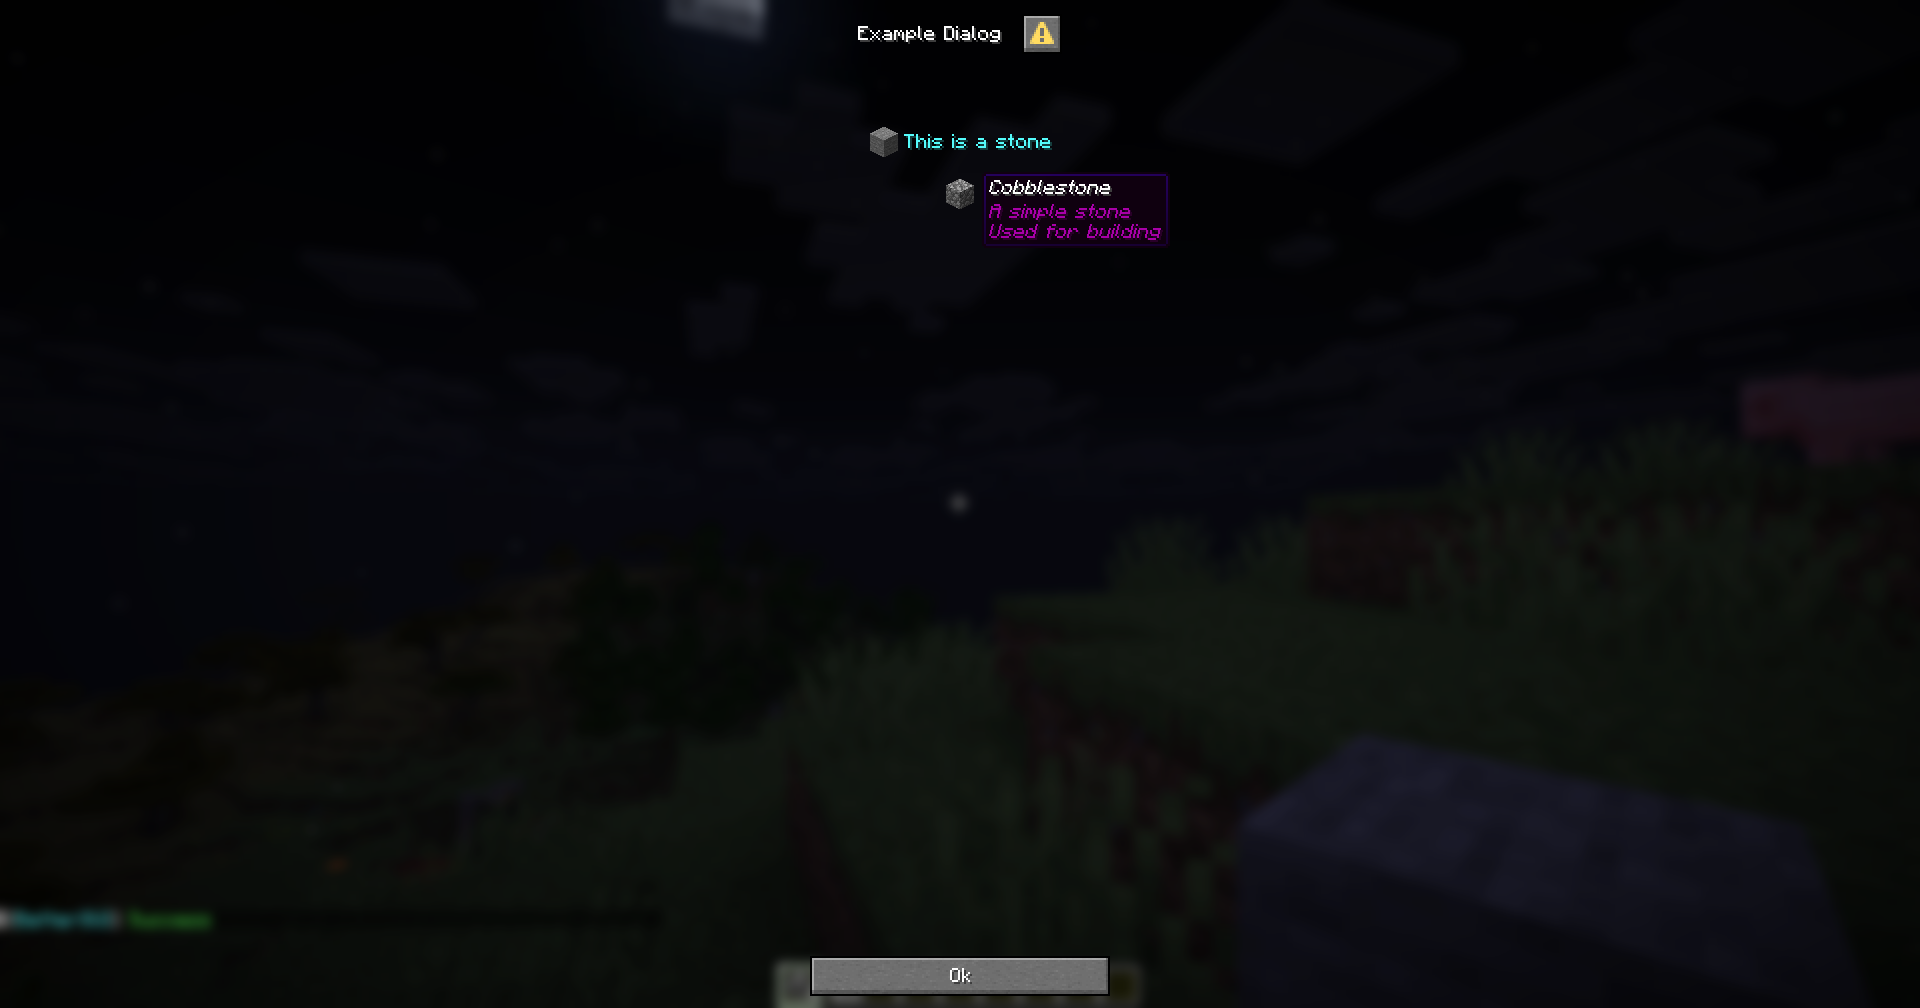 Example Dialog
This is a stone
Cobblestone
A simple stone
Used for building
Ok